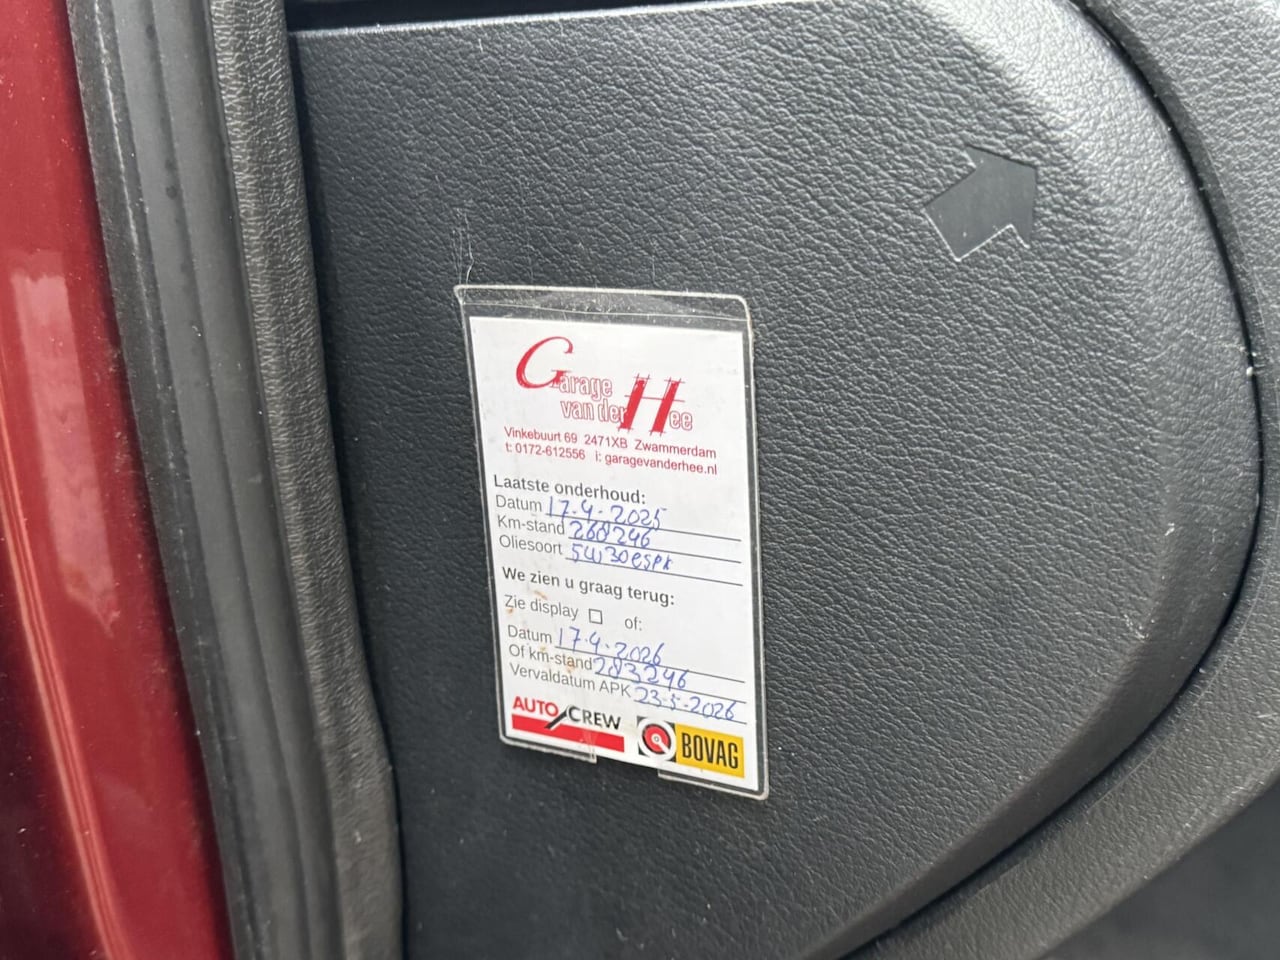 Garage
van der Hee
Vinkebuurt 69 2471XB Zwammerdam
t: 0172-612556 i: garagevanderhee.nl
Laatste onderhoud:
Datum 17-4-2025
Km-stand 268246
Oliesoort 5W30
We zien u graag terug:
Zie display of:
Datum 17-4-2026
Of km-stand 283246
Vervaldatum APK 23-5-2026
AUTO CREW BOVAG